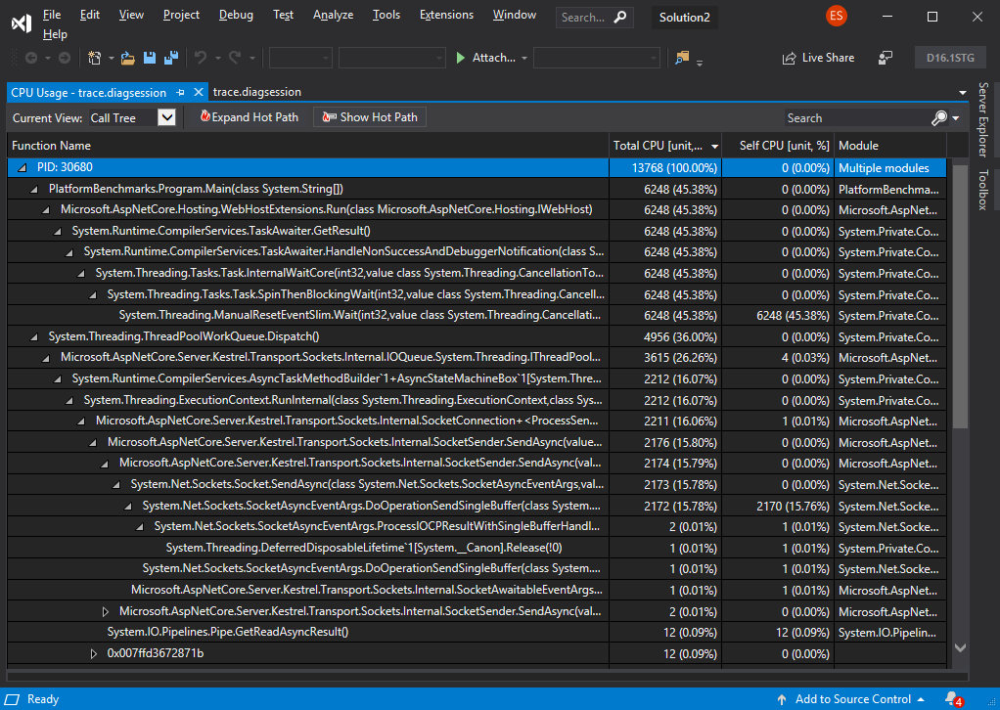 File Edit View Project Debug Test Analyze Tools Extensions Window Search... Solution2 ES
Help
Attach... Live Share D16.1STG
CPU Usage - trace.diagsession trace.diagsession
Current View: Call Tree Expand Hot Path Show Hot Path Search
Server Explorer
Toolbox
Function Name Total CPU [unit,... Self CPU [unit, %] Module
PID: 30680 13768 (100.00%) 0 (0.00%) Multiple modules
PlatformBenchmarks.Program.Main(class System.String[]) 6248 (45.38%) 0 (0.00%) PlatformBenchma...
Microsoft.AspNetCore.Hosting.WebHostExtensions.Run(class Microsoft.AspNetCore.Hosting.IWebHost) 6248 (45.38%) 0 (0.00%) Microsoft.AspNet...
System.Runtime.CompilerServices.TaskAwaiter.GetResult() 6248 (45.38%) 0 (0.00%) System.Private.Co...
System.Runtime.CompilerServices.TaskAwaiter.HandleNonSuccessAndDebuggerNotification(class S... 6248 (45.38%) 0 (0.00%) System.Private.Co...
System.Threading.Tasks.Task.InternalWaitCore(int32,value class System.Threading.CancellationTo... 6248 (45.38%) 0 (0.00%) System.Private.Co...
System.Threading.Tasks.Task.SpinThenBlockingWait(int32,value class System.Threading.Cancell... 6248 (45.38%) 0 (0.00%) System.Private.Co...
System.Threading.ManualResetEventSlim.Wait(int32,value class System.Threading.Cancellati... 6248 (45.38%) 6248 (45.38%) System.Private.Co...
System.Threading.ThreadPoolWorkQueue.Dispatch() 4956 (36.00%) 0 (0.00%) System.Private.Co...
Microsoft.AspNetCore.Server.Kestrel.Transport.Sockets.Internal.IOQueue.System.Threading.IThreadPool... 3615 (26.26%) 4 (0.03%) Microsoft.AspNet...
System.Runtime.CompilerServices.AsyncTaskMethodBuilder`1+AsyncStateMachineBox`1[System.Thre... 2212 (16.07%) 0 (0.00%) System.Private.Co...
System.Threading.ExecutionContext.RunInternal(class System.Threading.ExecutionContext,class Sys... 2212 (16.07%) 0 (0.00%) System.Private.Co...
Microsoft.AspNetCore.Server.Kestrel.Transport.Sockets.Internal.SocketConnection+<ProcessSen... 2211 (16.06%) 1 (0.01%) Microsoft.AspNet...
Microsoft.AspNetCore.Server.Kestrel.Transport.Sockets.Internal.SocketSender.SendAsync(value... 2176 (15.80%) 0 (0.00%) Microsoft.AspNet...
Microsoft.AspNetCore.Server.Kestrel.Transport.Sockets.Internal.SocketSender.SendAsync(val... 2174 (15.79%) 0 (0.00%) Microsoft.AspNet...
System.Net.Sockets.Socket.SendAsync(class System.Net.Sockets.SocketAsyncEventArgs,val... 2173 (15.78%) 0 (0.00%) System.Net.Socke...
System.Net.Sockets.SocketAsyncEventArgs.DoOperationSendSingleBuffer(class System.... 2172 (15.78%) 2170 (15.76%) System.Net.Socke...
System.Net.Sockets.SocketAsyncEventArgs.ProcessIOCPResultWithSingleBufferHandl... 2 (0.01%) 1 (0.01%) System.Net.Socke...
System.Threading.DeferredDisposableLifetime`1[System.__Canon].Release(!0) 1 (0.01%) 1 (0.01%) System.Private.Co...
System.Net.Sockets.SocketAsyncEventArgs.DoOperationSendSingleBuffer(class System.... 1 (0.01%) 1 (0.01%) System.Net.Socke...
Microsoft.AspNetCore.Server.Kestrel.Transport.Sockets.Internal.SocketAwaitableEventArgs... 1 (0.01%) 1 (0.01%) Microsoft.AspNet...
Microsoft.AspNetCore.Server.Kestrel.Transport.Sockets.Internal.SocketSender.SendAsync(val... 2 (0.01%) 0 (0.00%) Microsoft.AspNet...
System.IO.Pipelines.Pipe.GetReadAsyncResult() 12 (0.09%) 12 (0.09%) System.IO.Pipelin...
0x007ffd3672871b 12 (0.09%) 0 (0.00%)
Ready Add to Source Control 4